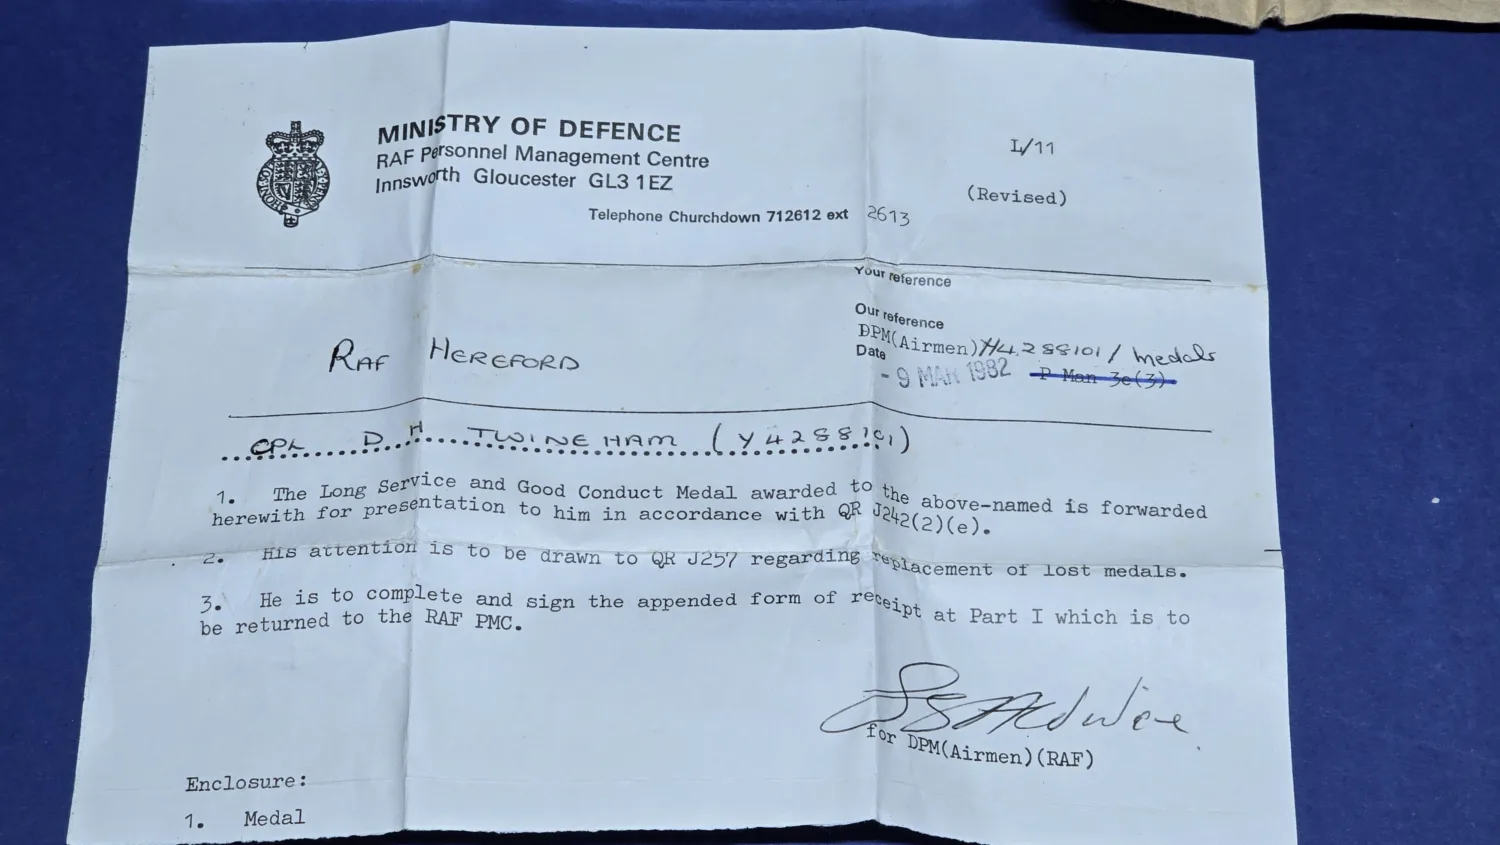 MINISTRY OF DEFENCE
RAF Personnel Management Centre
Innsworth Gloucester GL3 1EZ
Telephone Churchdown 712612 ext 2613
L/11
(Revised)
Your reference
Our reference
DPM(Airmen)/Y4288101/medals
Date
- 9 MAR 1982 P Man 3e(3)
RAF HEREFORD
CPL D H TWINEHAM (Y4288101)
1. The Long Service and Good Conduct Medal awarded to the above-named is forwarded
herewith for presentation to him in accordance with QR J242(2)(e).
2. His attention is to be drawn to QR J257 regarding replacement of lost medals.
3. He is to complete and sign the appended form of receipt at Part I which is to
be returned to the RAF PMC.
for DPM(Airmen)(RAF)
Enclosure:
1. Medal